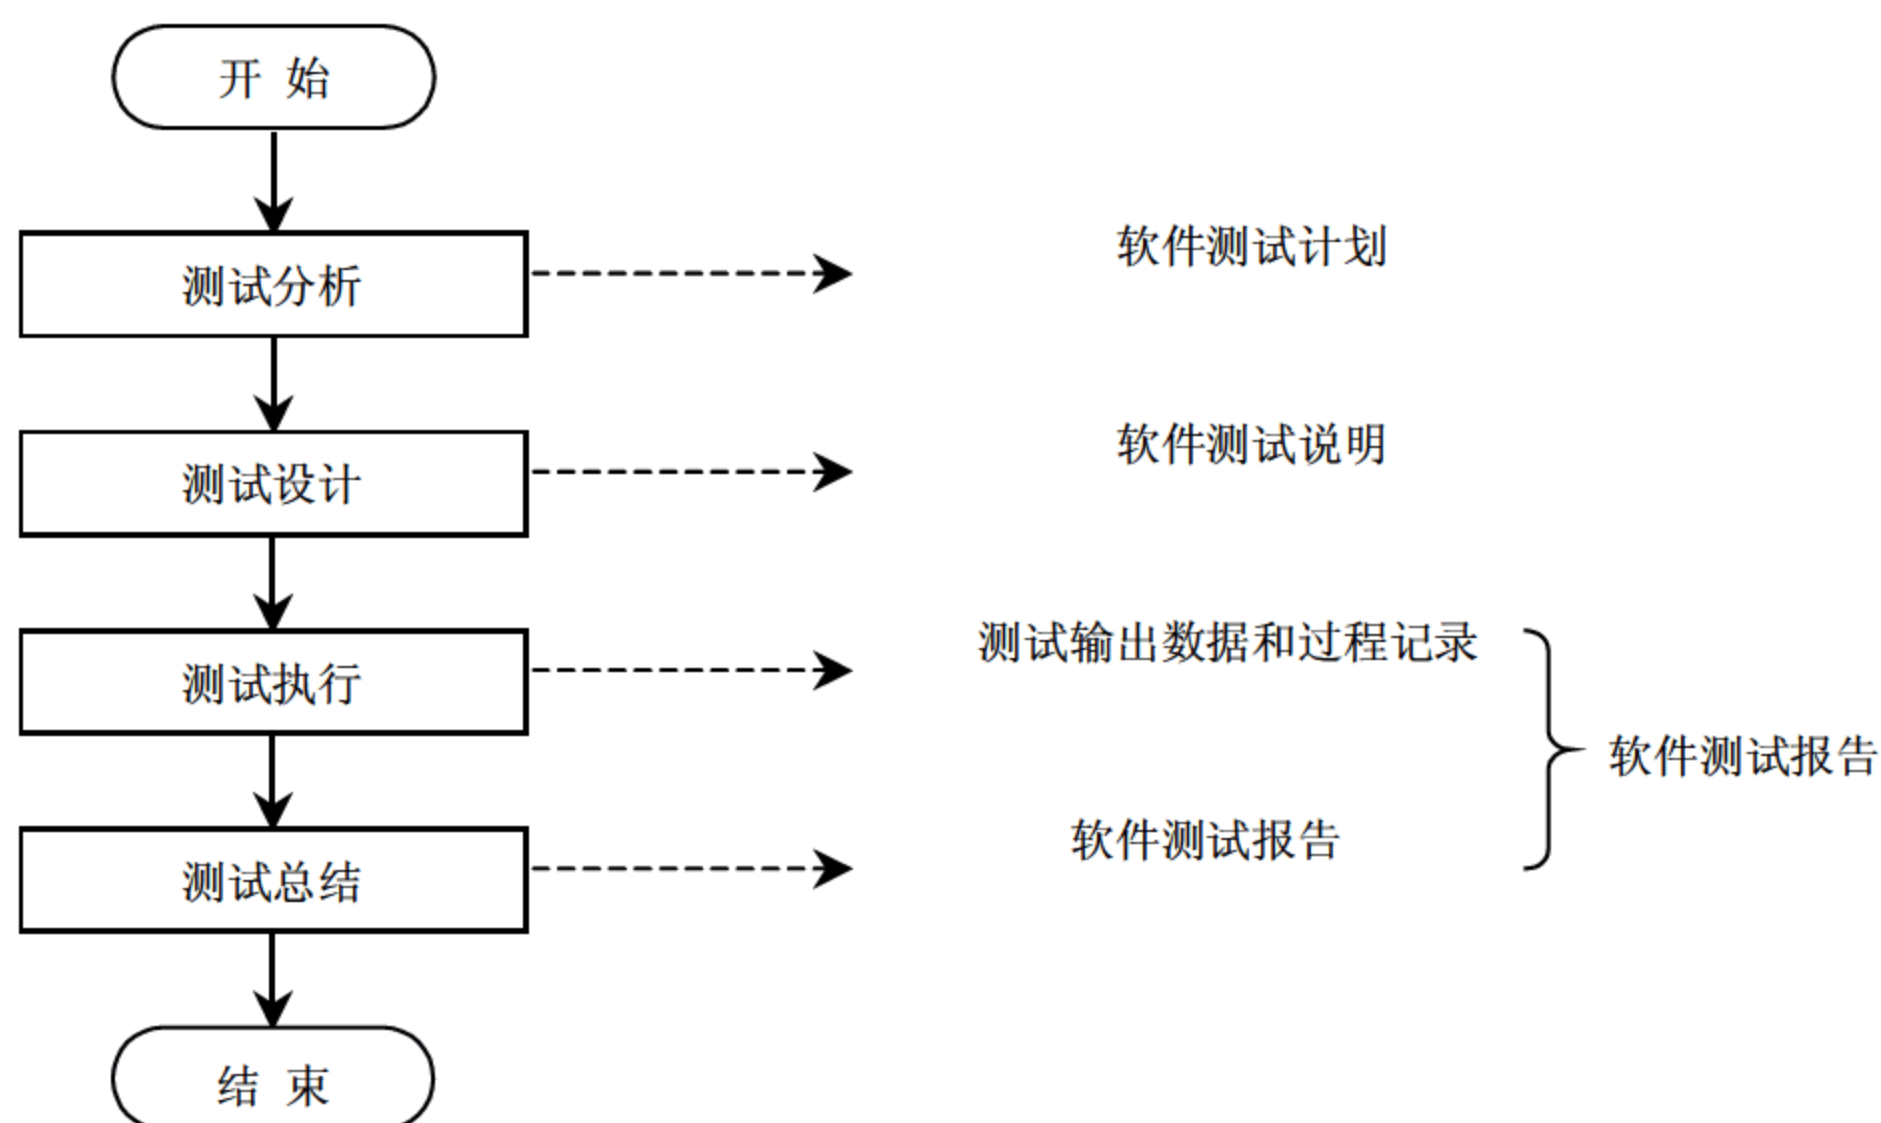 开 始
测试分析
软件测试计划
测试设计
软件测试说明
测试执行
测试输出数据和过程记录
软件测试报告
测试总结
软件测试报告
结 束